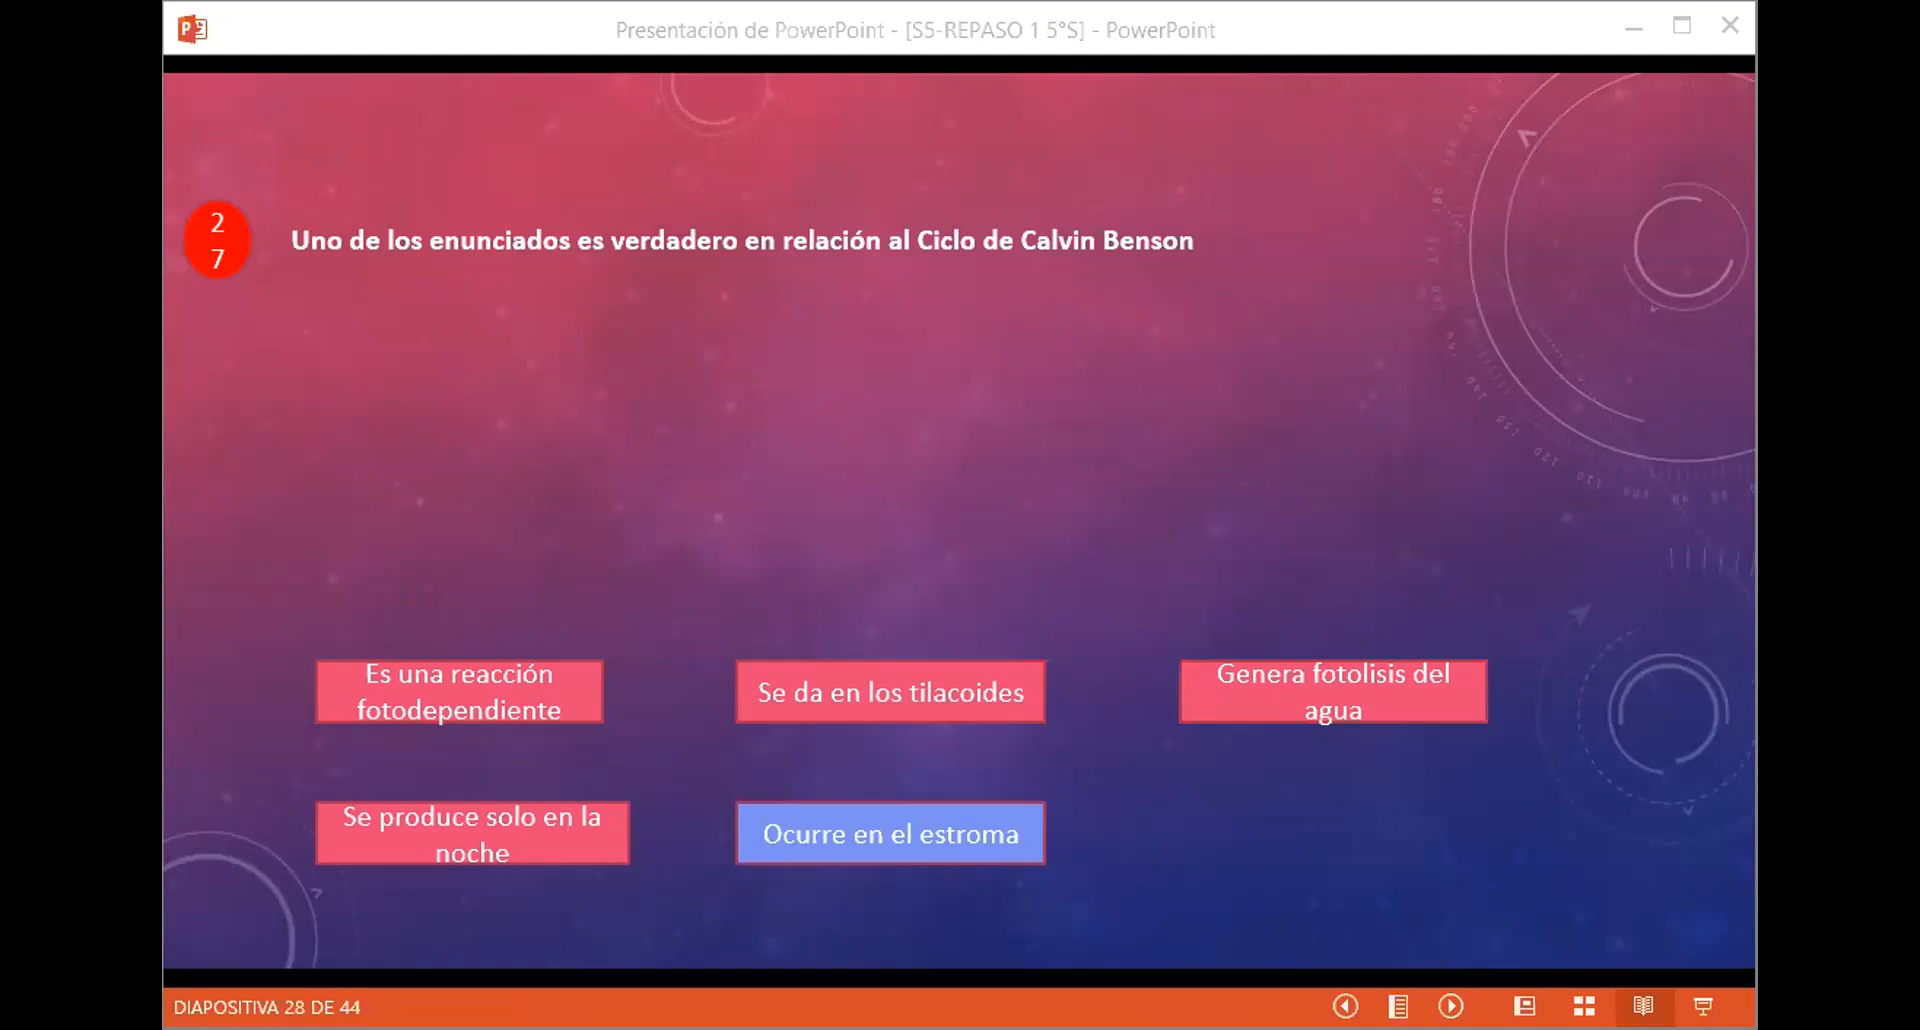 Presentación de PowerPoint - [S5-REPASO 1 5°S] - PowerPoint
2
7
Uno de los enunciados es verdadero en relación al Ciclo de Calvin Benson
Es una reacción
fotodependiente
Se da en los tilacoides
Genera fotolisis del
agua
Se produce solo en la
noche
Ocurre en el estroma
DIAPOSITIVA 28 DE 44